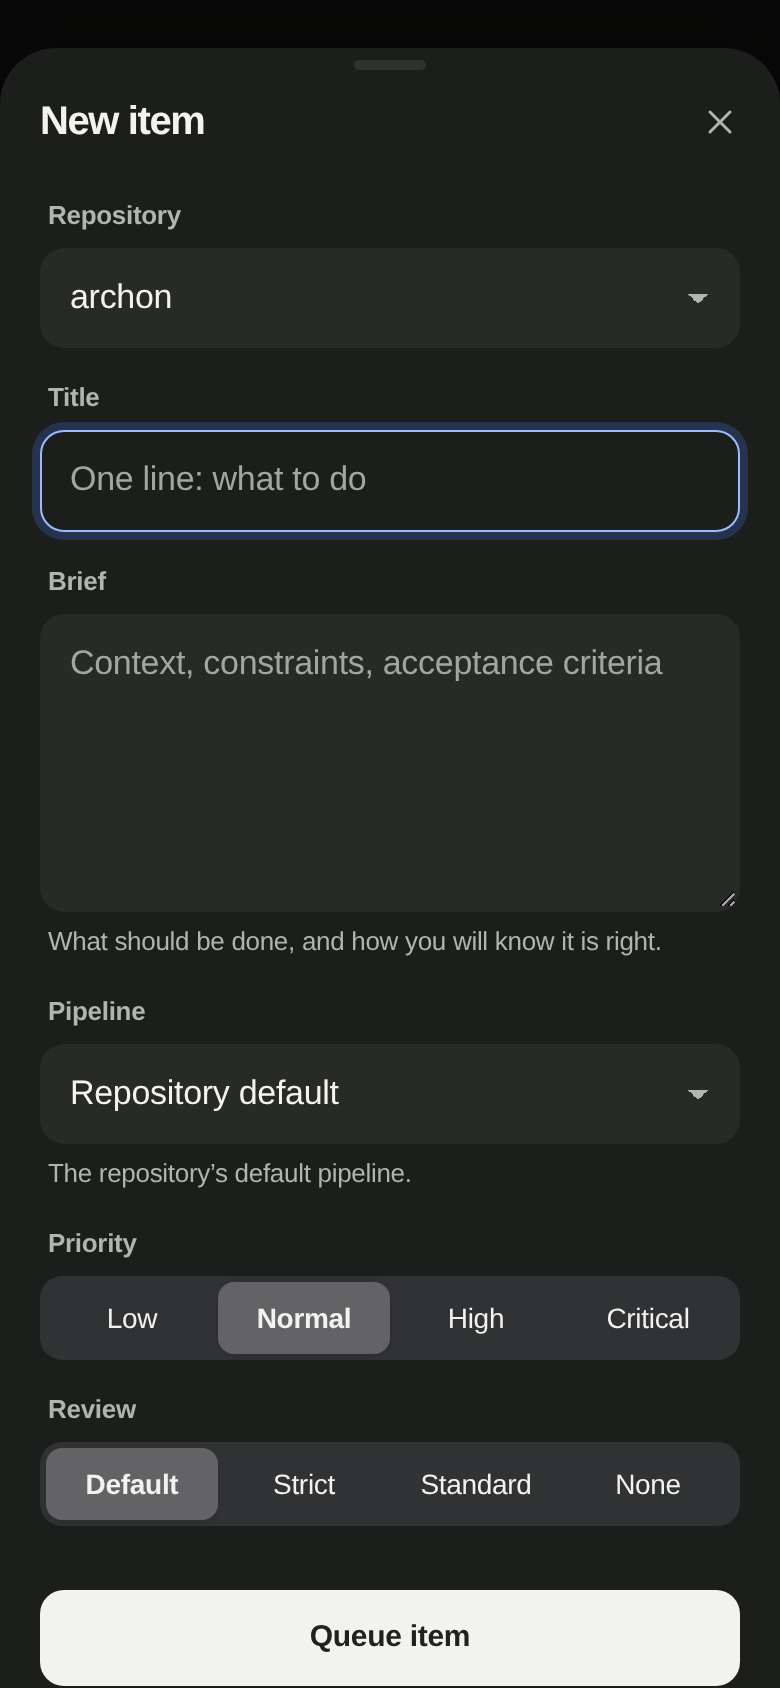 New item
Repository
archon
Title
One line: what to do
Brief
Context, constraints, acceptance criteria
What should be done, and how you will know it is right.
Pipeline
Repository default
The repository’s default pipeline.
Priority
Low Normal High Critical
Review
Default Strict Standard None
Queue item